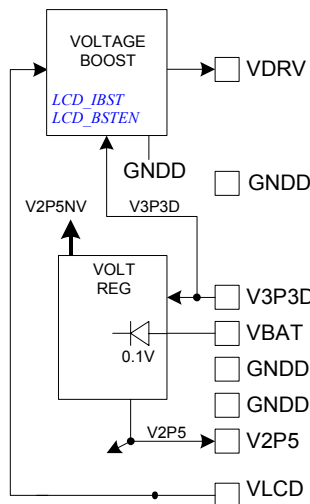 VOLTAGE
BOOST
LCD_IBST
LCD_BSTEN
VDRV
GNDD
GNDD
V2P5NV
V3P3D
VOLT
REG
V3P3D
VBAT
0.1V
GNDD
GNDD
V2P5
V2P5
VLCD